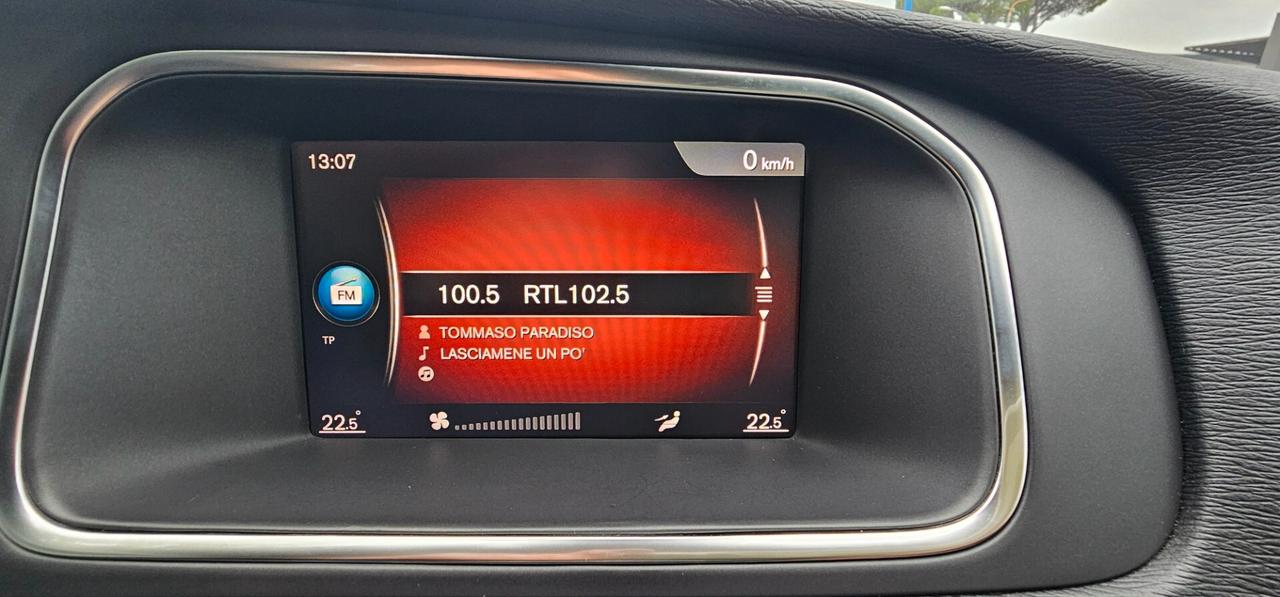 13:07
0 km/h
FM
100.5 RTL102.5
TP
TOMMASO PARADISO
LASCIAMENE UN PO'
22.5°
22.5°